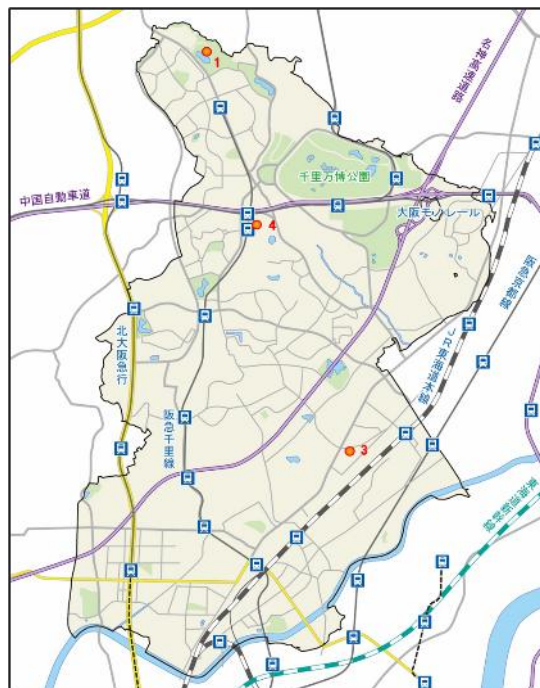 1
名神高速道路
千里万博公園
中国自動車道
大阪モノレール
4
阪急京都線
JR東海道本線
北大阪急行
阪急千里線
3
東海道新幹線